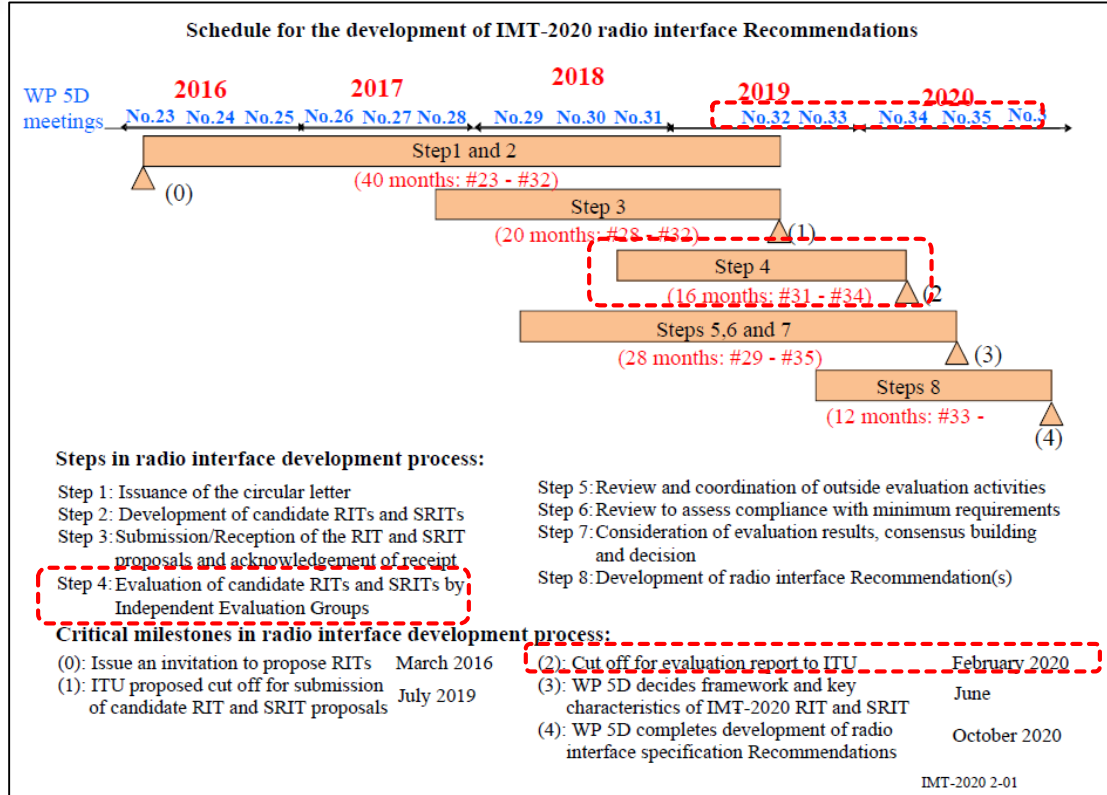 Schedule for the development of IMT-2020 radio interface Recommendations
2016 2017 2018 2019 2020
WP 5D
meetings
No.23 No.24 No.25 No.26 No.27 No.28 No.29 No.30 No.31 No.32 No.33 No.34 No.35 No.3
Step1 and 2
(0)
(40 months: #23 - #32)
Step 3
(20 months: #28 - #32)
(1)
Step 4
(16 months: #31 - #34)
(2
Steps 5,6 and 7
(28 months: #29 - #35)
(3)
Steps 8
(12 months: #33 -
(4)
Steps in radio interface development process:
Step 1: Issuance of the circular letter
Step 2: Development of candidate RITs and SRITs
Step 3: Submission/Reception of the RIT and SRIT
proposals and acknowledgement of receipt
Step 4: Evaluation of candidate RITs and SRITs by
Independent Evaluation Groups
Step 5: Review and coordination of outside evaluation activities
Step 6: Review to assess compliance with minimum requirements
Step 7: Consideration of evaluation results, consensus building
and decision
Step 8: Development of radio interface Recommendation(s)
Critical milestones in radio interface development process:
(0): Issue an invitation to propose RITs March 2016
(1): ITU proposed cut off for submission
of candidate RIT and SRIT proposals July 2019
(2): Cut off for evaluation report to ITU February 2020
(3): WP 5D decides framework and key
characteristics of IMT-2020 RIT and SRIT June
(4): WP 5D completes development of radio
interface specification Recommendations October 2020
IMT-2020 2-01